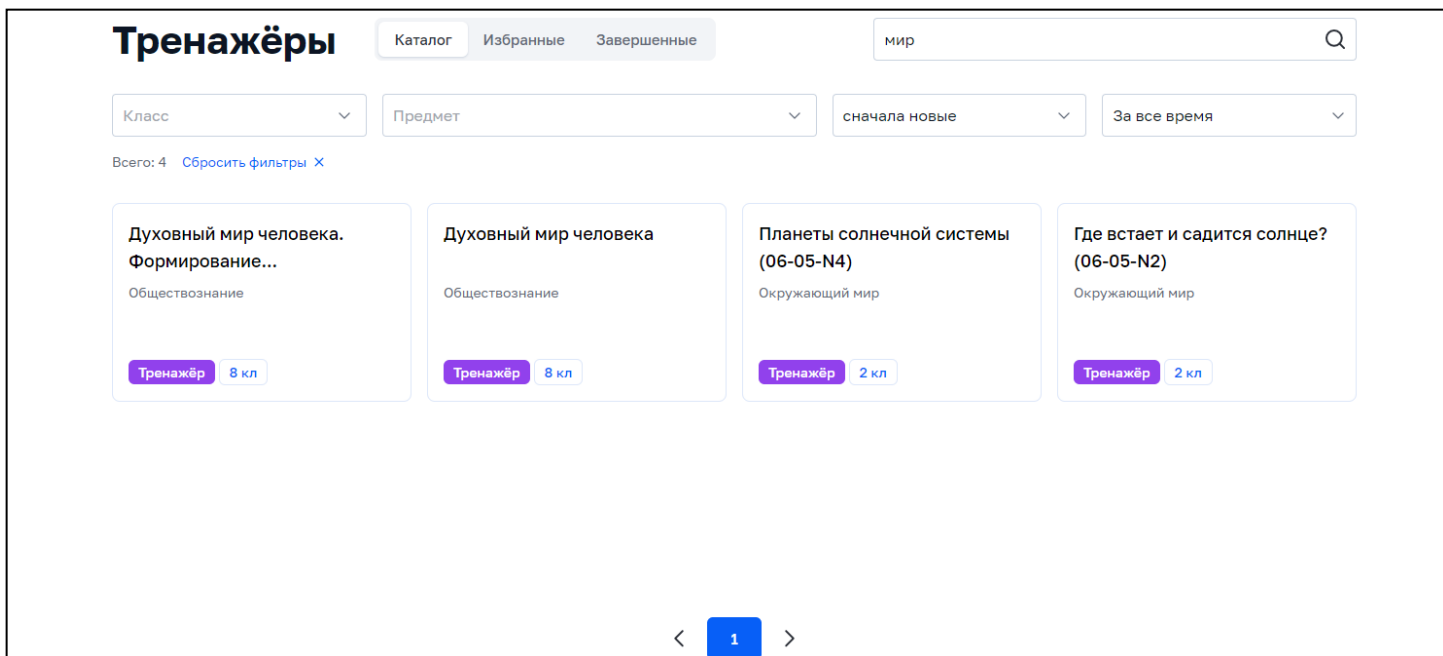 Тренажёры
Каталог Избранные Завершенные
мир
Класс
Предмет
сначала новые
За все время
Всего: 4 Сбросить фильтры ×
Духовный мир человека.
Формирование...
Обществознание
Тренажёр 8 кл
Духовный мир человека
Обществознание
Тренажёр 8 кл
Планеты солнечной системы
(06-05-N4)
Окружающий мир
Тренажёр 2 кл
Где встает и садится солнце?
(06-05-N2)
Окружающий мир
Тренажёр 2 кл
1